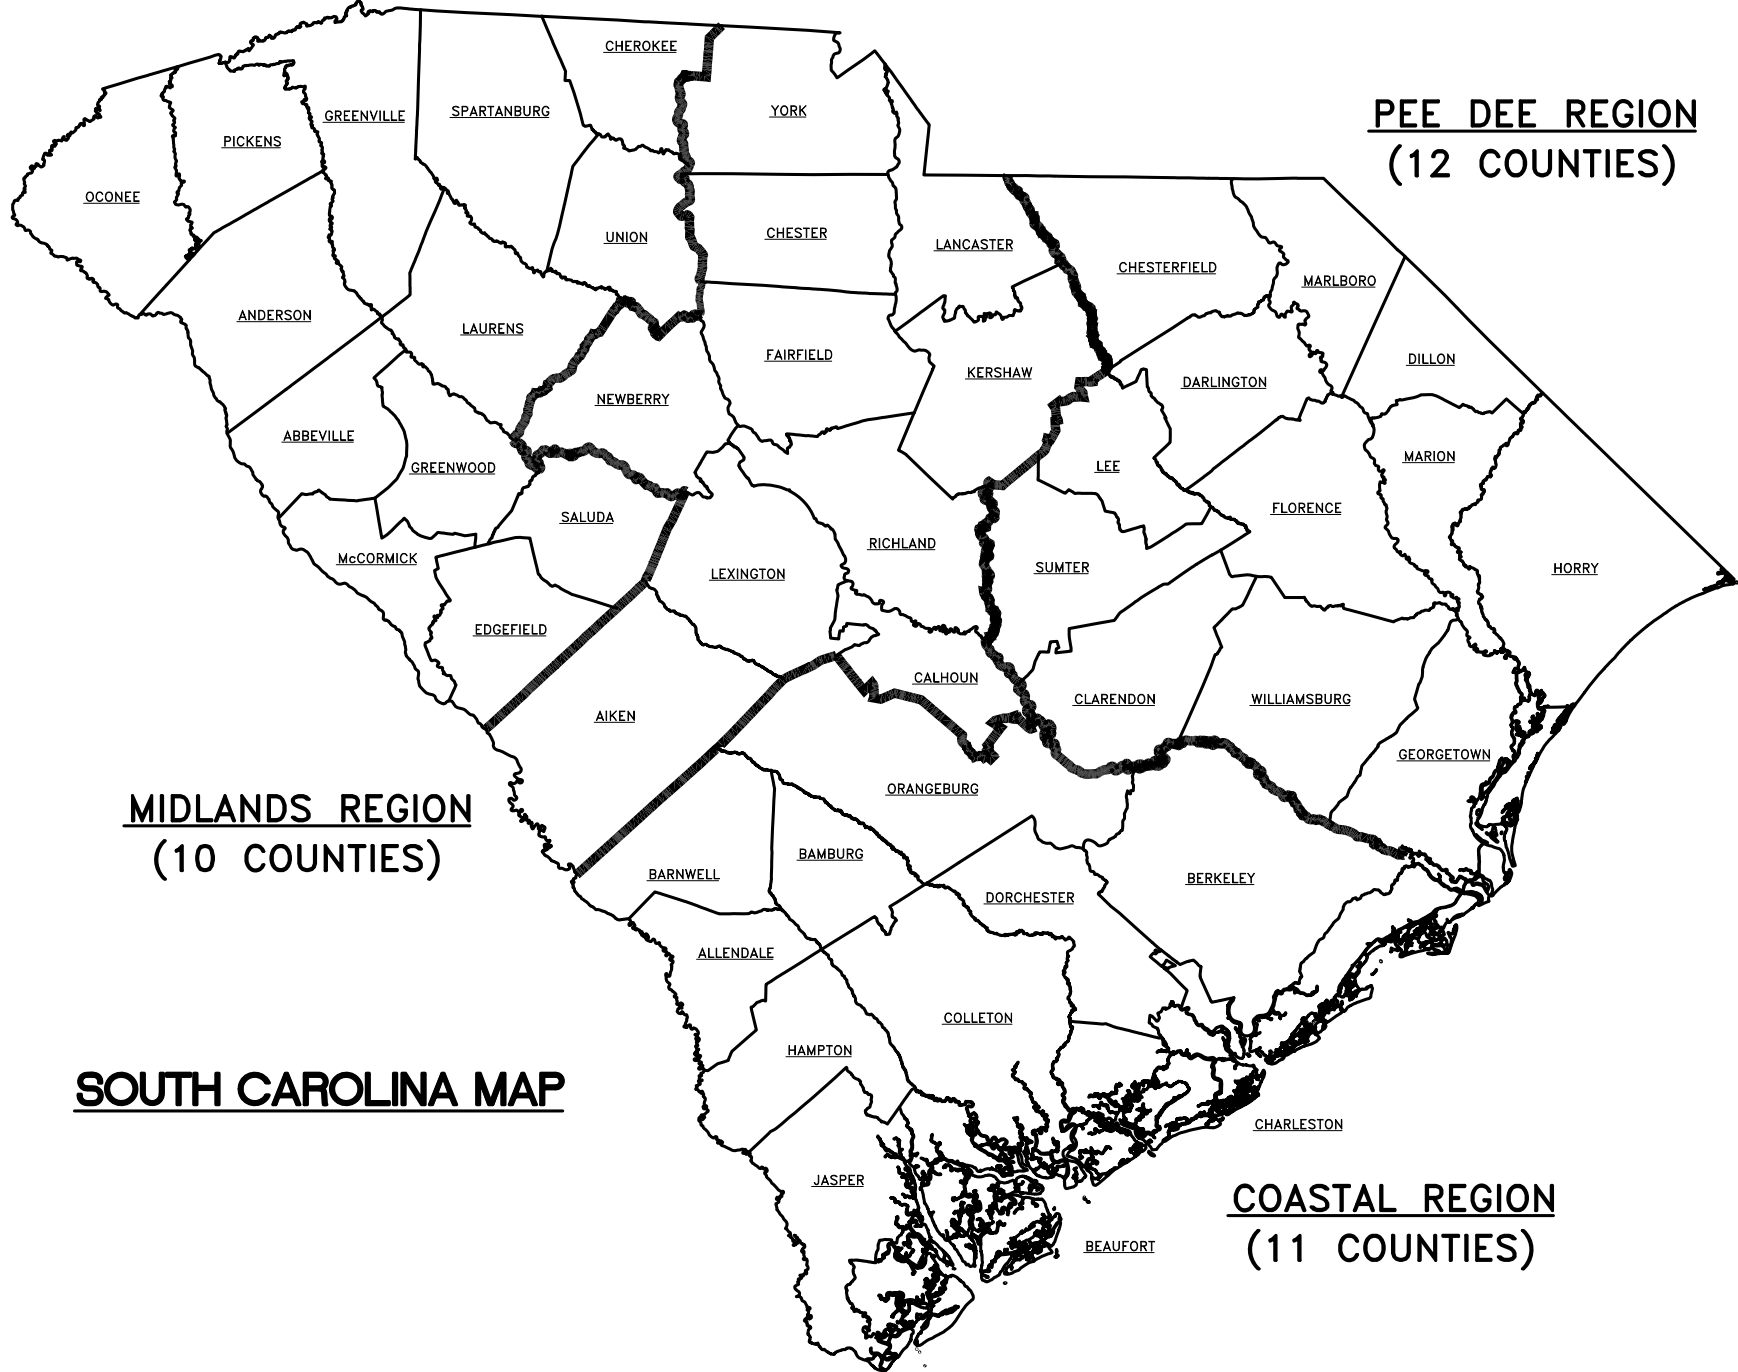 CHEROKEE
YORK
SPARTANBURG
GREENVILLE
PICKENS
OCONEE
PEE DEE REGION
(12 COUNTIES)
UNION
CHESTER
LANCASTER
CHESTERFIELD
MARLBORO
ANDERSON
LAURENS
FAIRFIELD
KERSHAW
DARLINGTON
DILLON
NEWBERRY
ABBEVILLE
GREENWOOD
LEE
MARION
SALUDA
FLORENCE
RICHLAND
McCORMICK
LEXINGTON
SUMTER
HORRY
EDGEFIELD
CALHOUN
CLARENDON
WILLIAMSBURG
AIKEN
GEORGETOWN
ORANGEBURG
MIDLANDS REGION
(10 COUNTIES)
BAMBURG
BARNWELL
BERKELEY
DORCHESTER
ALLENDALE
COLLETON
HAMPTON
SOUTH CAROLINA MAP
CHARLESTON
JASPER
COASTAL REGION
(11 COUNTIES)
BEAUFORT